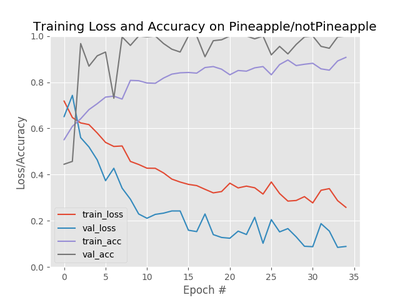 Training Loss and Accuracy on Pineapple/notPineapple
1.0
0.8
0.6
0.4
0.2
0.0
Loss/Accuracy
train_loss
val_loss
train_acc
val_acc
0 5 10 15 20 25 30 35
Epoch #